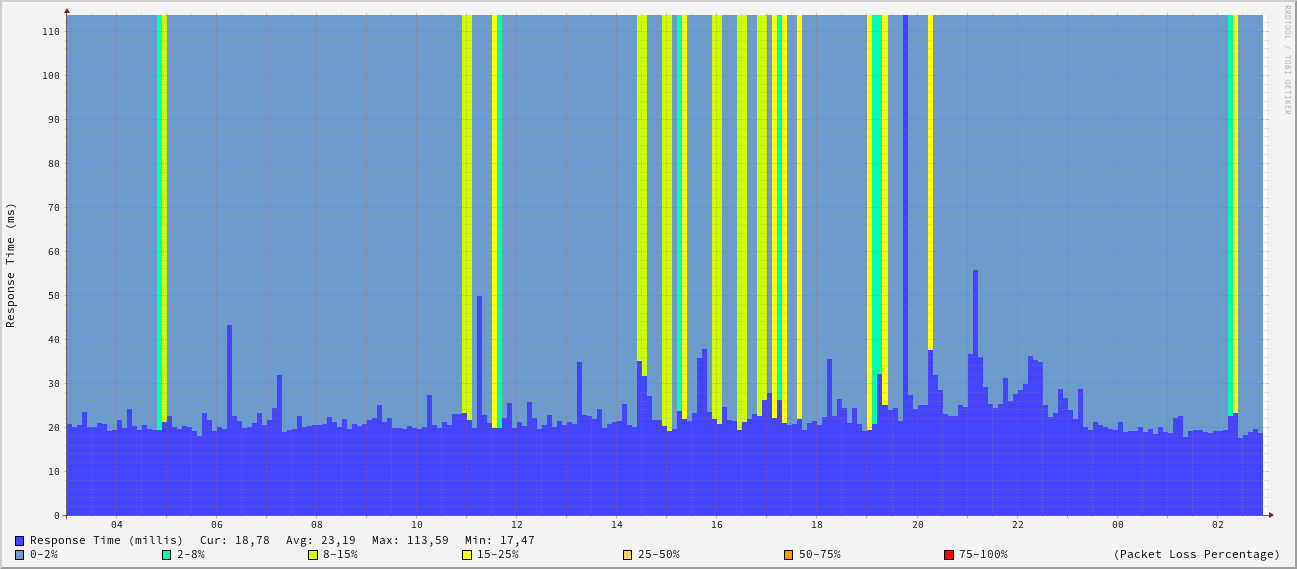 RRDTOOL / TOBI OETIKER
Response Time (ms)
110
100
90
80
70
60
50
40
30
20
10
0
04 06 08 10 12 14 16 18 20 22 00 02
Response Time (millis) Cur: 18,78 Avg: 23,19 Max: 113,59 Min: 17,47
0-2% 2-8% 8-15% 15-25% 25-50% 50-75% 75-100% (Packet Loss Percentage)